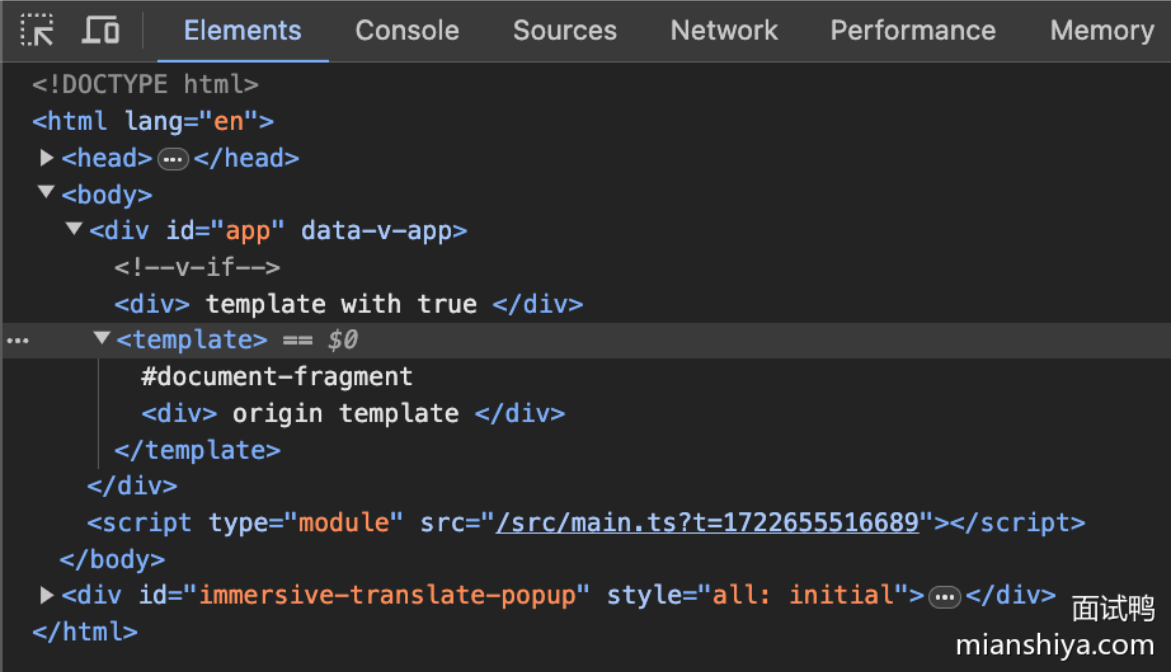 Elements Console Sources Network Performance Memory
<!DOCTYPE html>
<html lang="en">
<head> ··· </head>
<body>
<div id="app" data-v-app>
<!--v-if-->
<div> template with true </div>
··· <template> == $0
#document-fragment
<div> origin template </div>
</template>
</div>
<script type="module" src="/src/main.ts?t=1722655516689"></script>
</body>
<div id="immersive-translate-popup" style="all: initial"> ··· </div>
</html>
面试鸭
mianshiya.com